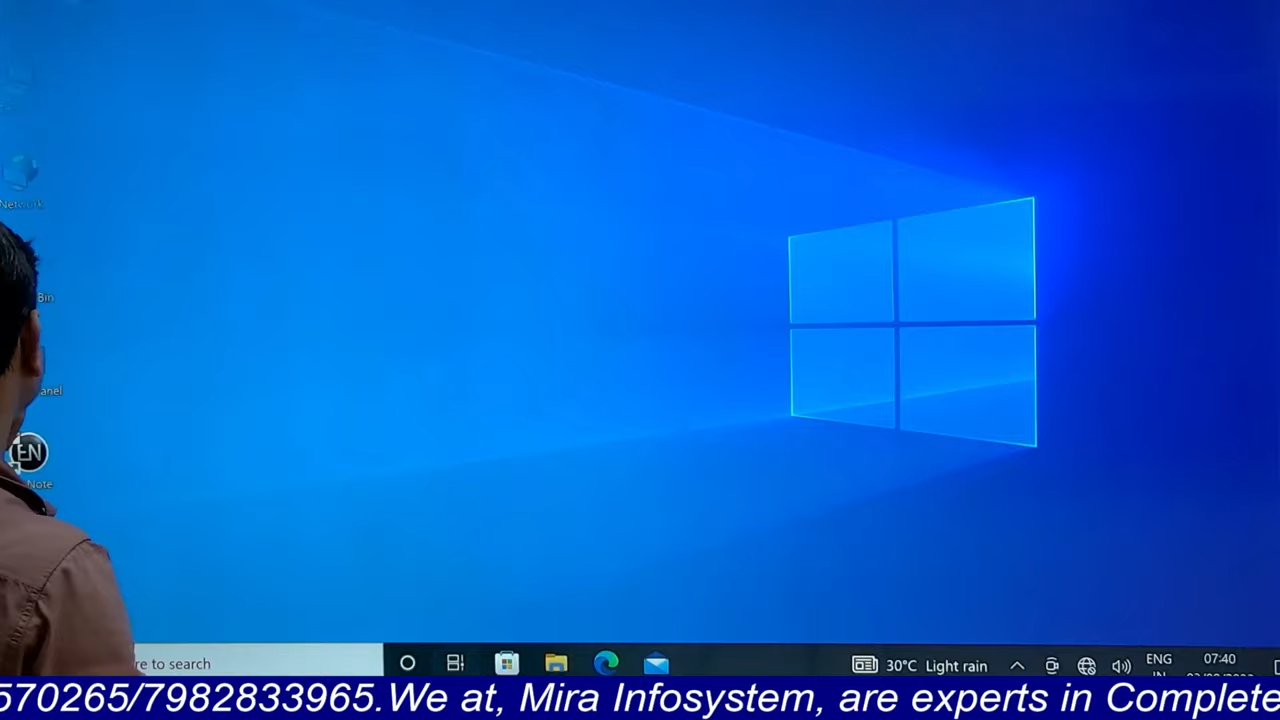 Network
Bin
anel
EN
Note
re to search
30°C Light rain
ENG
07:40
IN
570265/7982833965.We at, Mira Infosystem, are experts in Complete